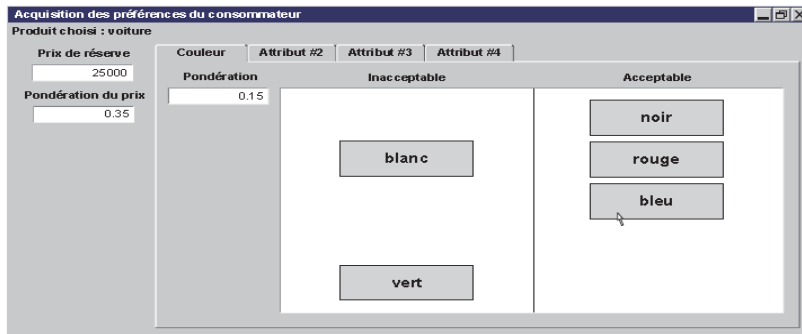 Acquisition des préférences du consommateur
Produit choisi : voiture
Prix de réserve
25000
Pondération du prix
0.35
Couleur
Attribut #2
Attribut #3
Attribut #4
Pondération
0.15
Inacceptable
blanc
vert
Acceptable
noir
rouge
bleu